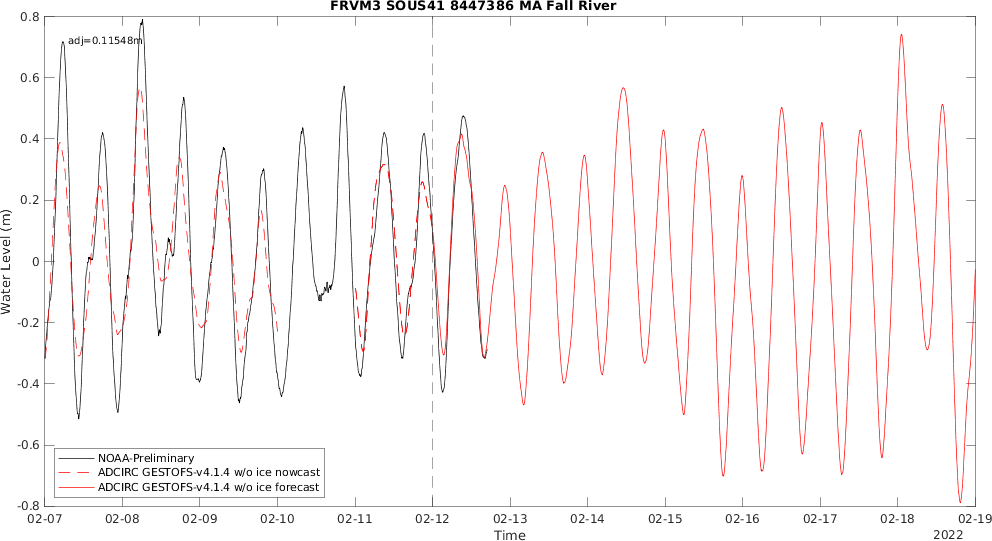 FRVM3 SOUS41 8447386 MA Fall River
adj=0.11548m
Water Level (m)
0.8
0.6
0.4
0.2
0
-0.2
-0.4
-0.6
-0.8
NOAA-Preliminary
ADCIRC GESTOFS-v4.1.4 w/o ice nowcast
ADCIRC GESTOFS-v4.1.4 w/o ice forecast
02-07 02-08 02-09 02-10 02-11 02-12 02-13 02-14 02-15 02-16 02-17 02-18 02-19
Time
2022